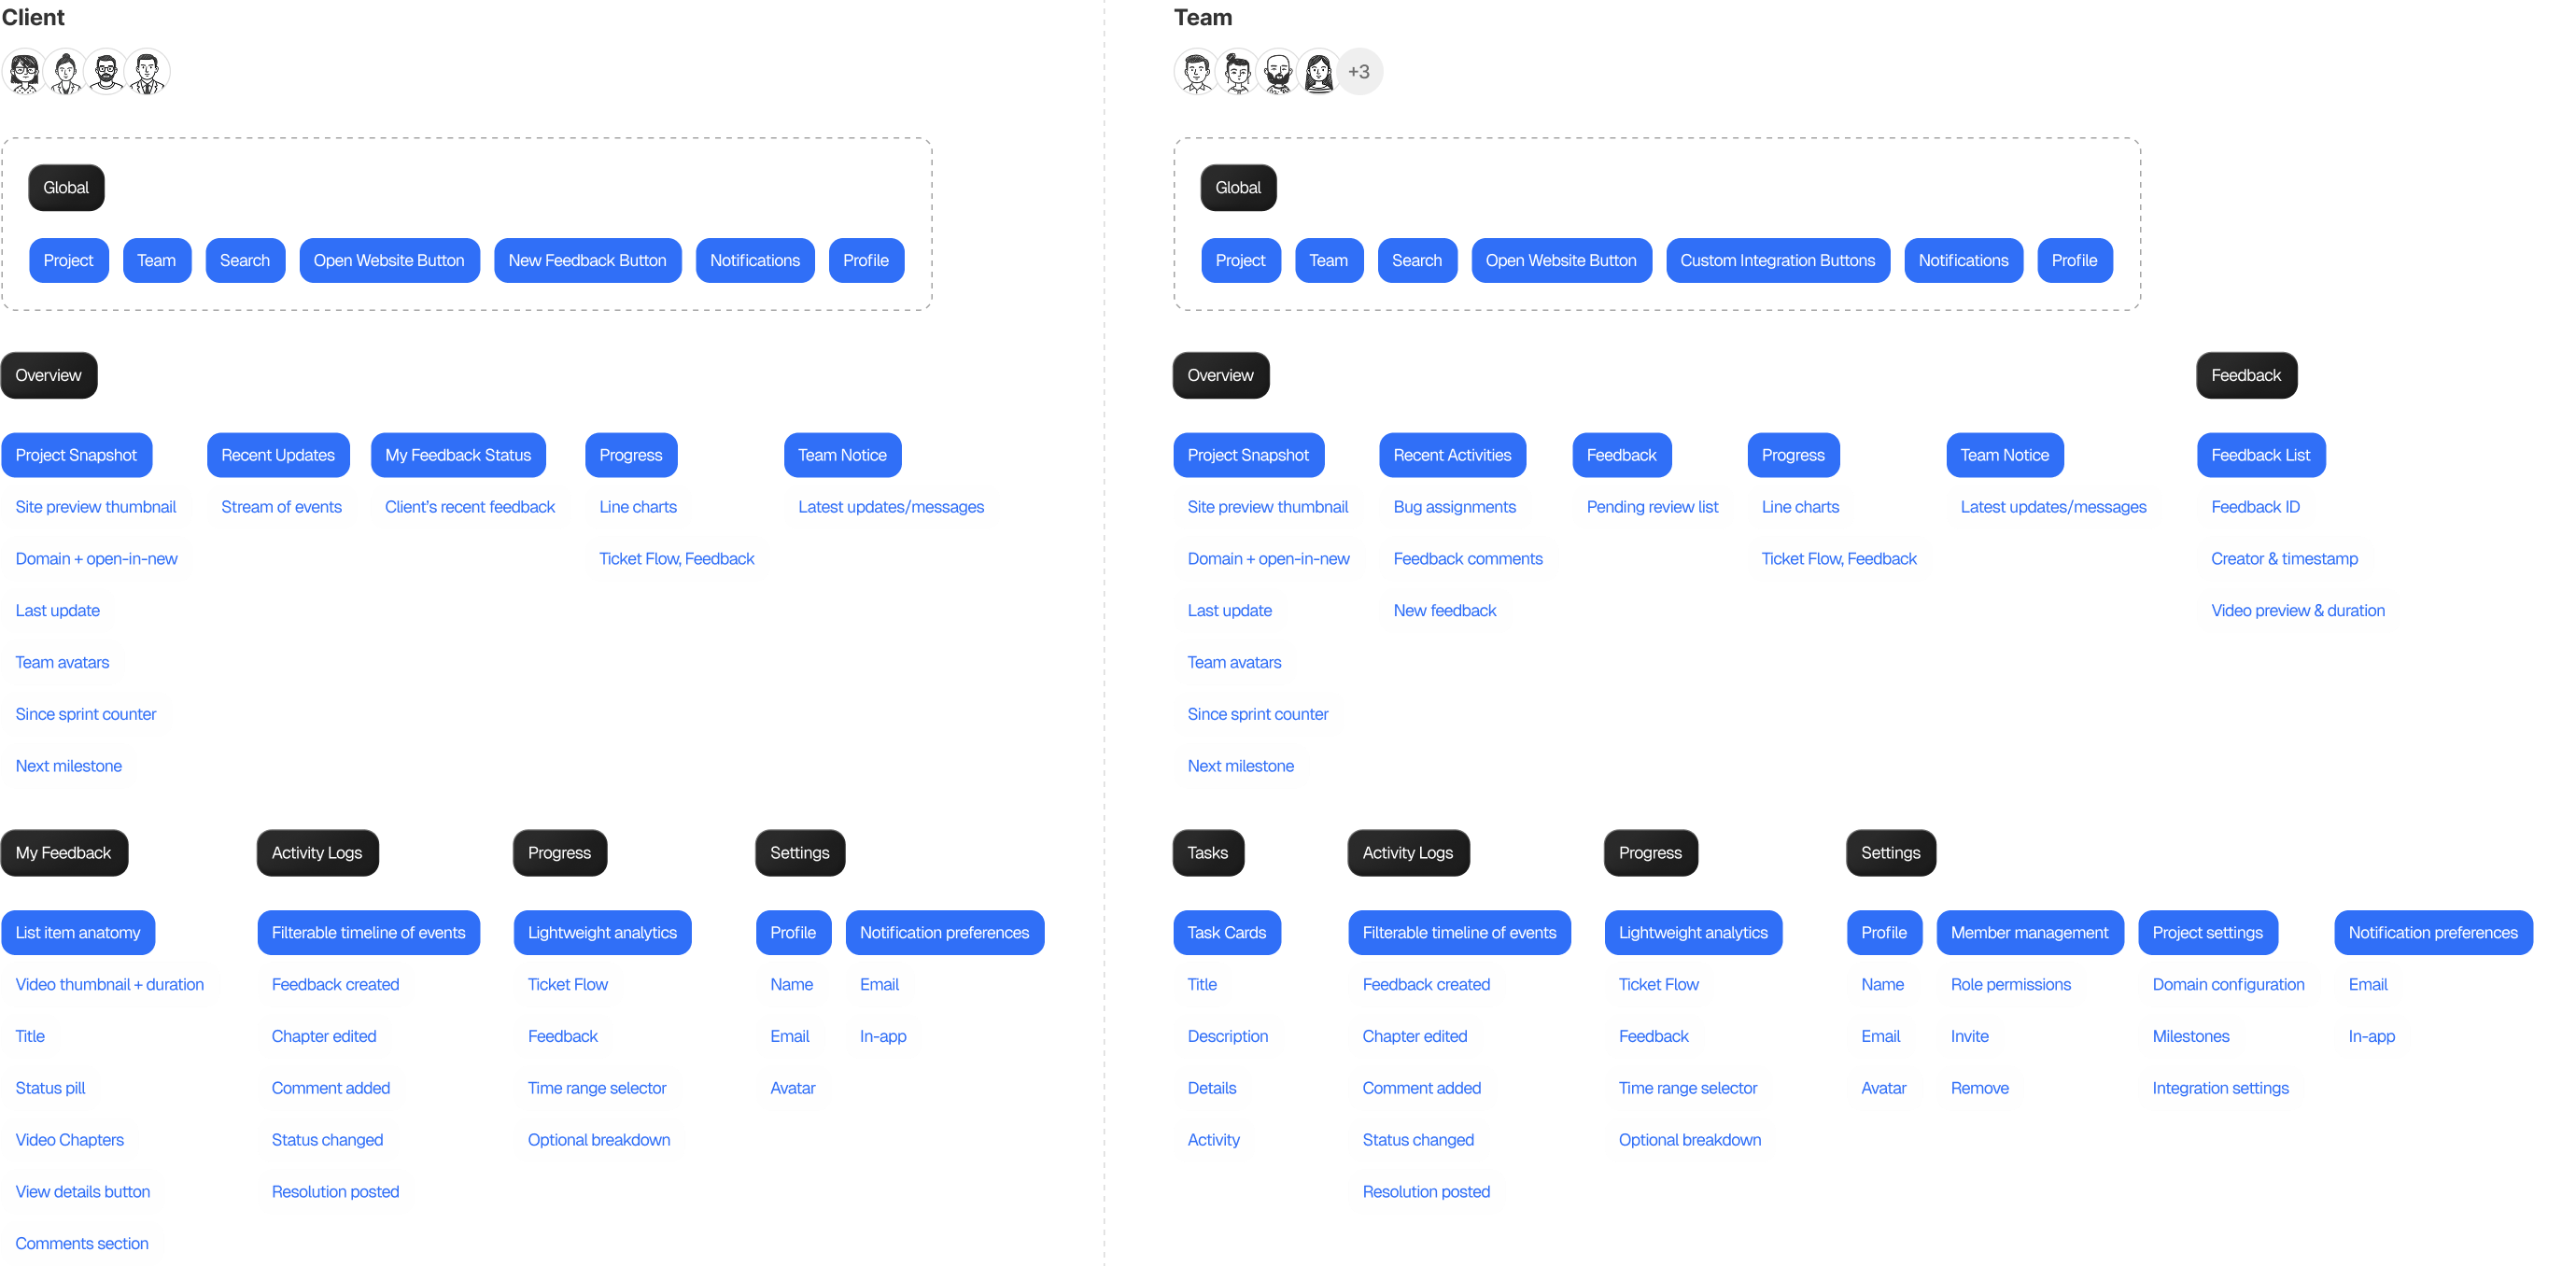 Client
Global
Project
Team
Search
Open Website Button
New Feedback Button
Notifications
Profile
Overview
Project Snapshot
Site preview thumbnail
Domain + open-in-new
Last update
Team avatars
Since sprint counter
Next milestone
Recent Updates
Stream of events
My Feedback Status
Client’s recent feedback
Progress
Line charts
Ticket Flow, Feedback
Team Notice
Latest updates/messages
My Feedback
List item anatomy
Video thumbnail + duration
Title
Status pill
Video Chapters
View details button
Comments section
Activity Logs
Filterable timeline of events
Feedback created
Chapter edited
Comment added
Status changed
Resolution posted
Progress
Lightweight analytics
Ticket Flow
Feedback
Time range selector
Optional breakdown
Settings
Profile
Name
Email
Avatar
Notification preferences
Email
In-app
Team
+3
Global
Project
Team
Search
Open Website Button
Custom Integration Buttons
Notifications
Profile
Overview
Project Snapshot
Site preview thumbnail
Domain + open-in-new
Last update
Team avatars
Since sprint counter
Next milestone
Recent Activities
Bug assignments
Feedback comments
New feedback
Feedback
Pending review list
Progress
Line charts
Ticket Flow, Feedback
Team Notice
Latest updates/messages
Feedback
Feedback List
Feedback ID
Creator & timestamp
Video preview & duration
Tasks
Task Cards
Title
Description
Details
Activity
Activity Logs
Filterable timeline of events
Feedback created
Chapter edited
Comment added
Status changed
Resolution posted
Progress
Lightweight analytics
Ticket Flow
Feedback
Time range selector
Optional breakdown
Settings
Profile
Name
Email
Avatar
Member management
Role permissions
Invite
Remove
Project settings
Domain configuration
Milestones
Integration settings
Notification preferences
Email
In-app